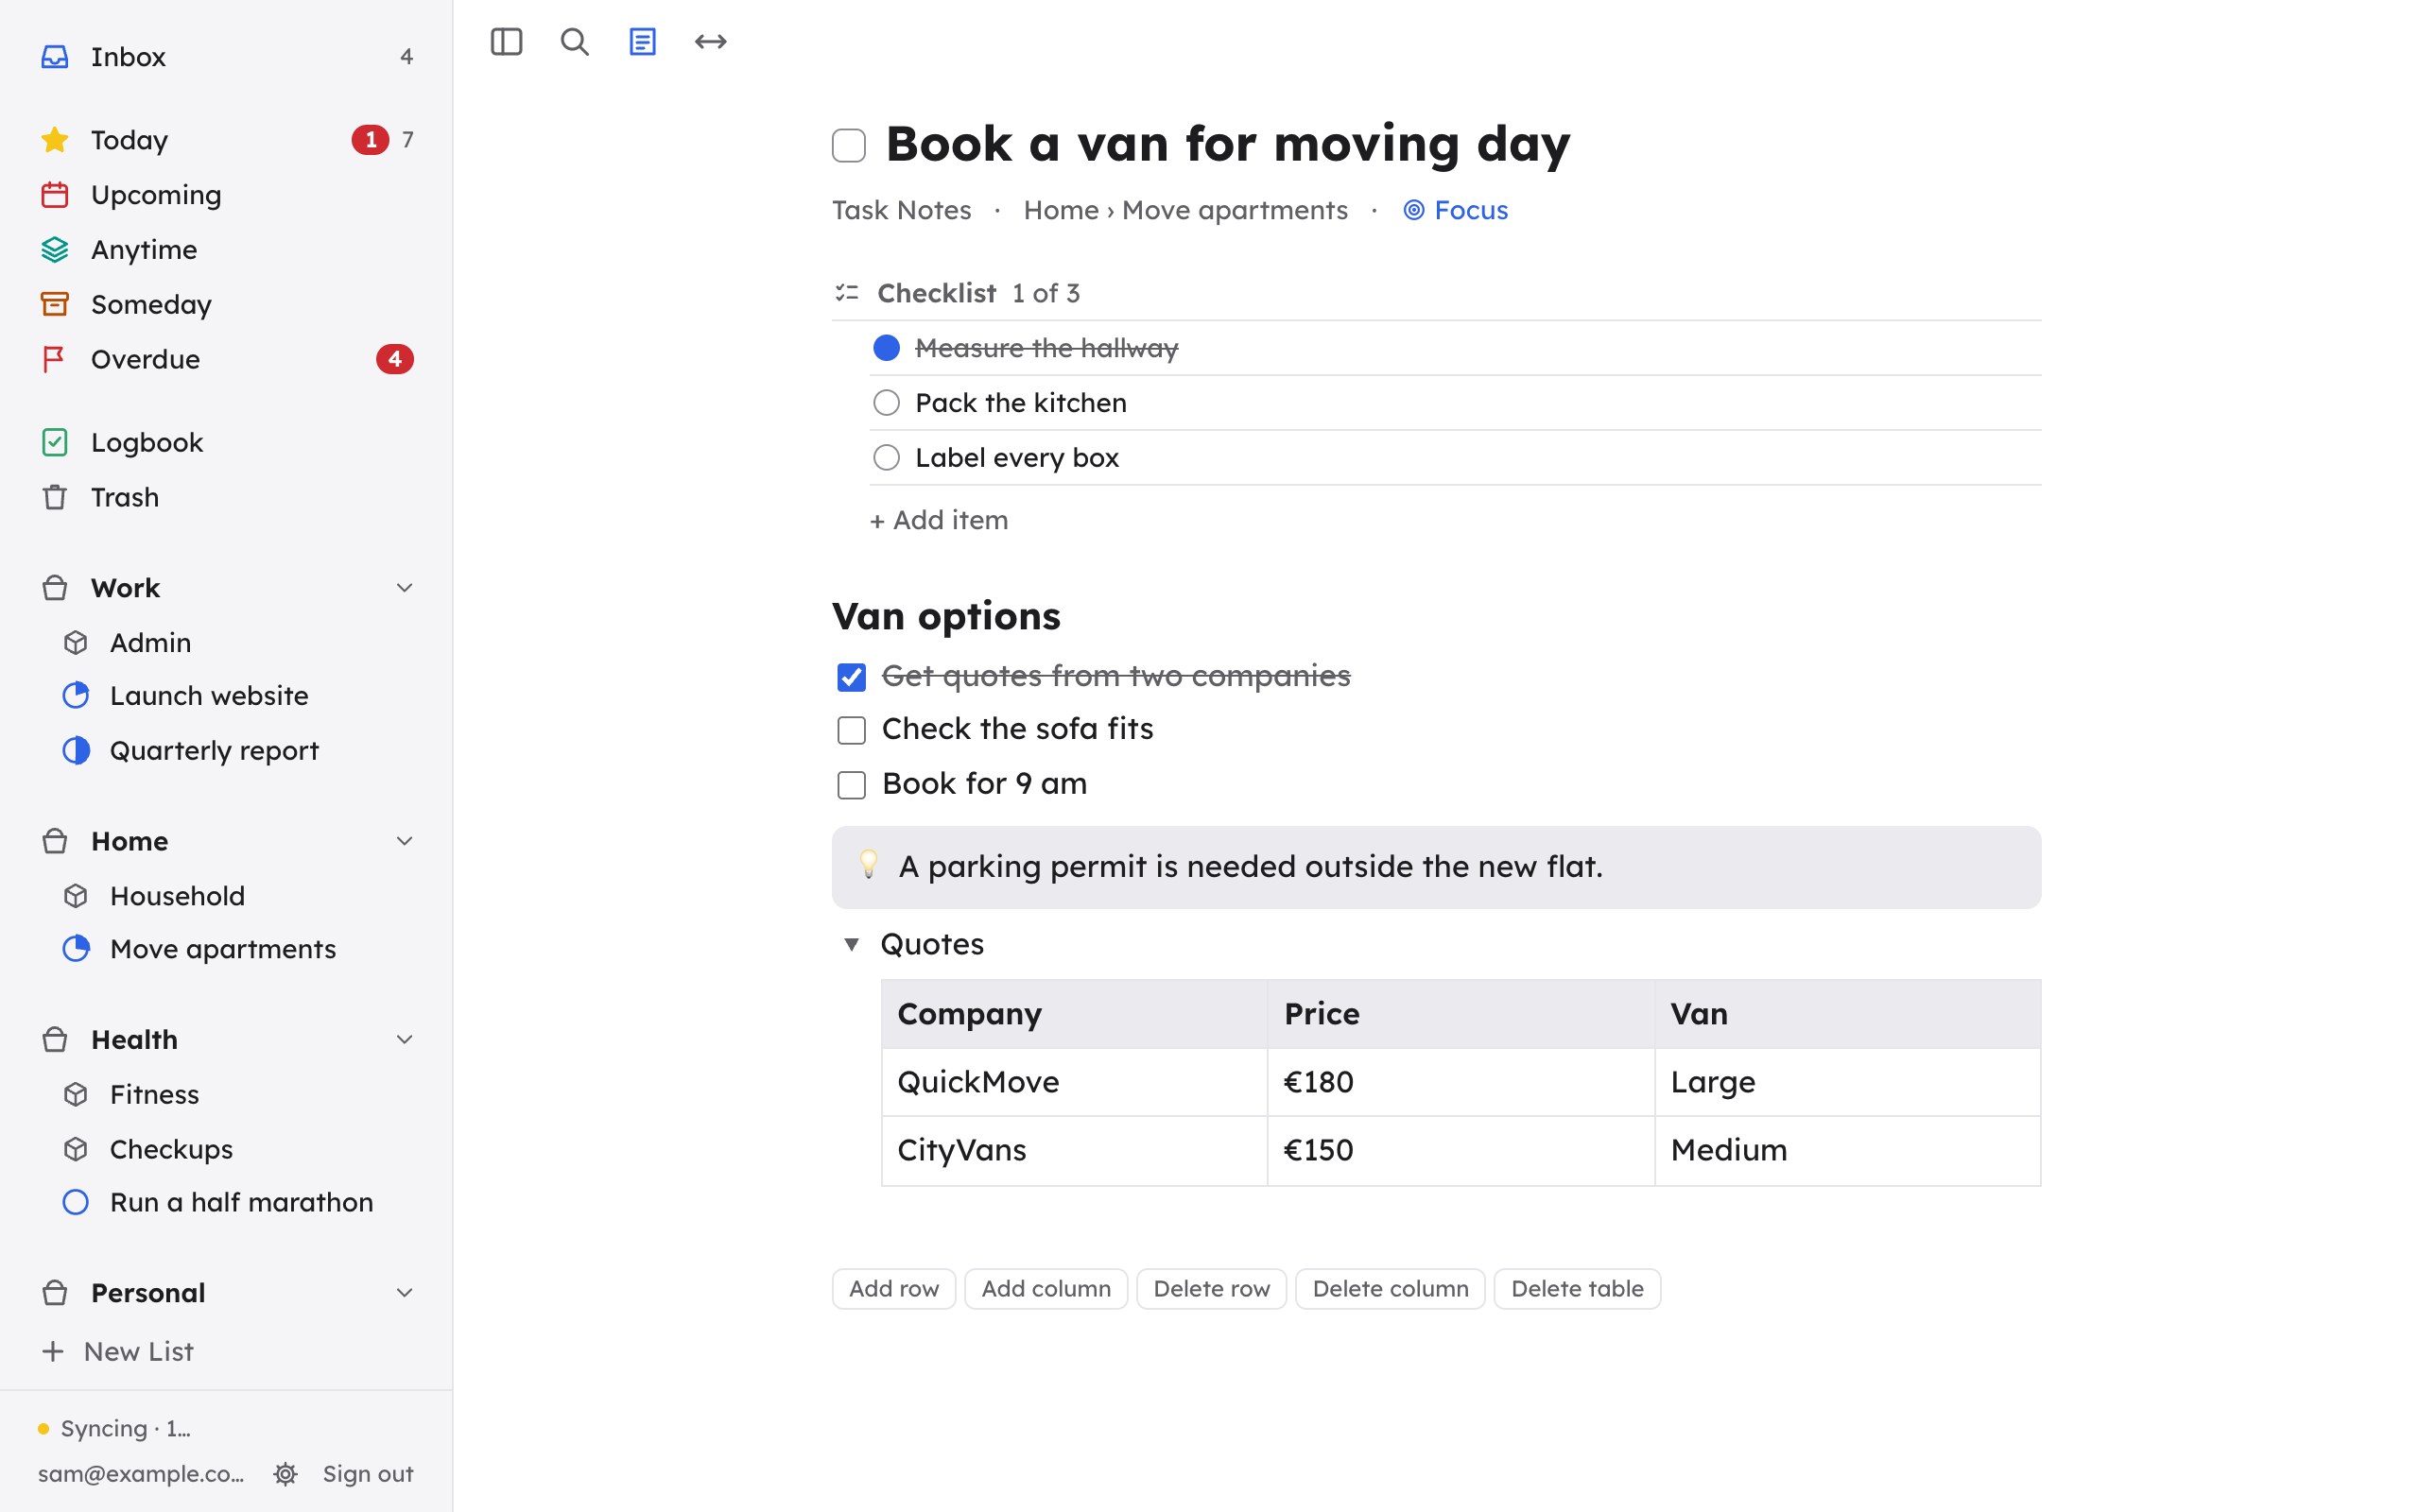 Inbox 4
Today 1 7
Upcoming
Anytime
Someday
Overdue 4
Logbook
Trash
Work
Admin
Launch website
Quarterly report
Home
Household
Move apartments
Health
Fitness
Checkups
Run a half marathon
Personal
+ New List
Syncing · 1…
sam@example.co… Sign out
Book a van for moving day
Task Notes · Home › Move apartments · Focus
Checklist 1 of 3
Measure the hallway
Pack the kitchen
Label every box
+ Add item
Van options
Get quotes from two companies
Check the sofa fits
Book for 9 am
💡 A parking permit is needed outside the new flat.
▼ Quotes
Company Price Van
QuickMove €180 Large
CityVans €150 Medium
Add row Add column Delete row Delete column Delete table